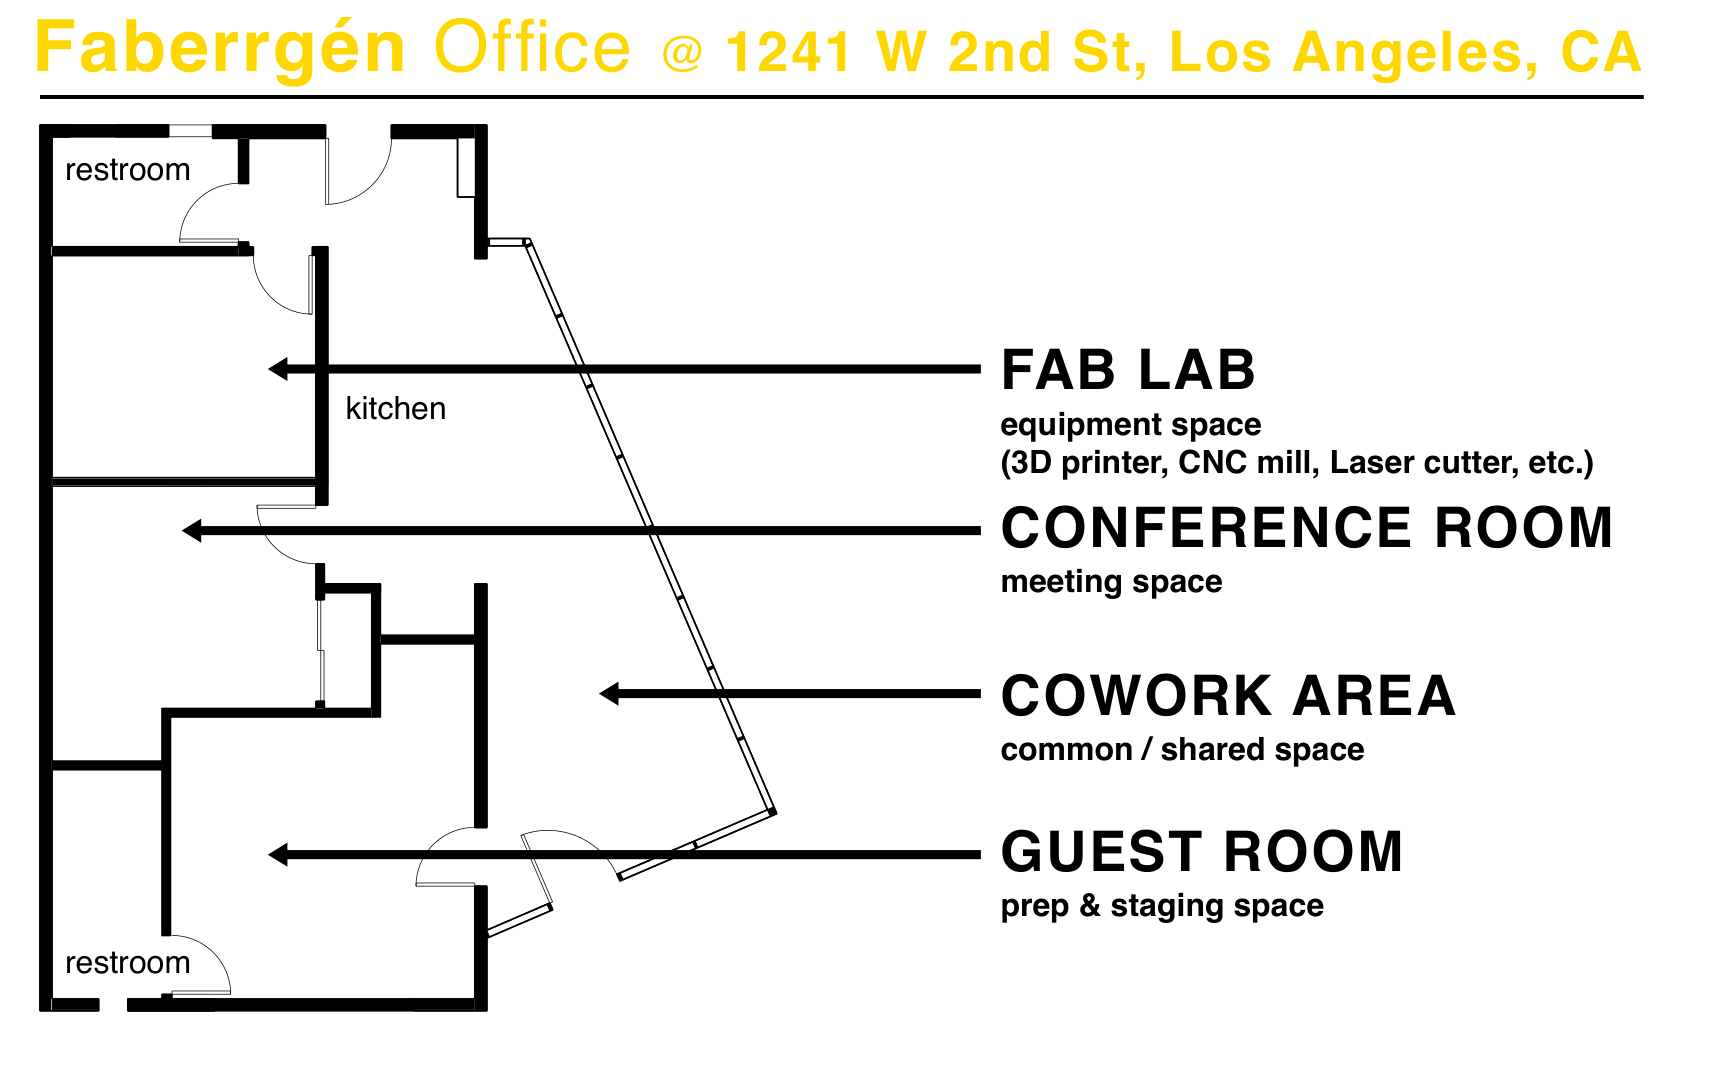 Faberrgén Office @ 1241 W 2nd St, Los Angeles, CA
restroom
kitchen
FAB LAB
equipment space
(3D printer, CNC mill, Laser cutter, etc.)
CONFERENCE ROOM
meeting space
COWORK AREA
common / shared space
GUEST ROOM
prep & staging space
restroom